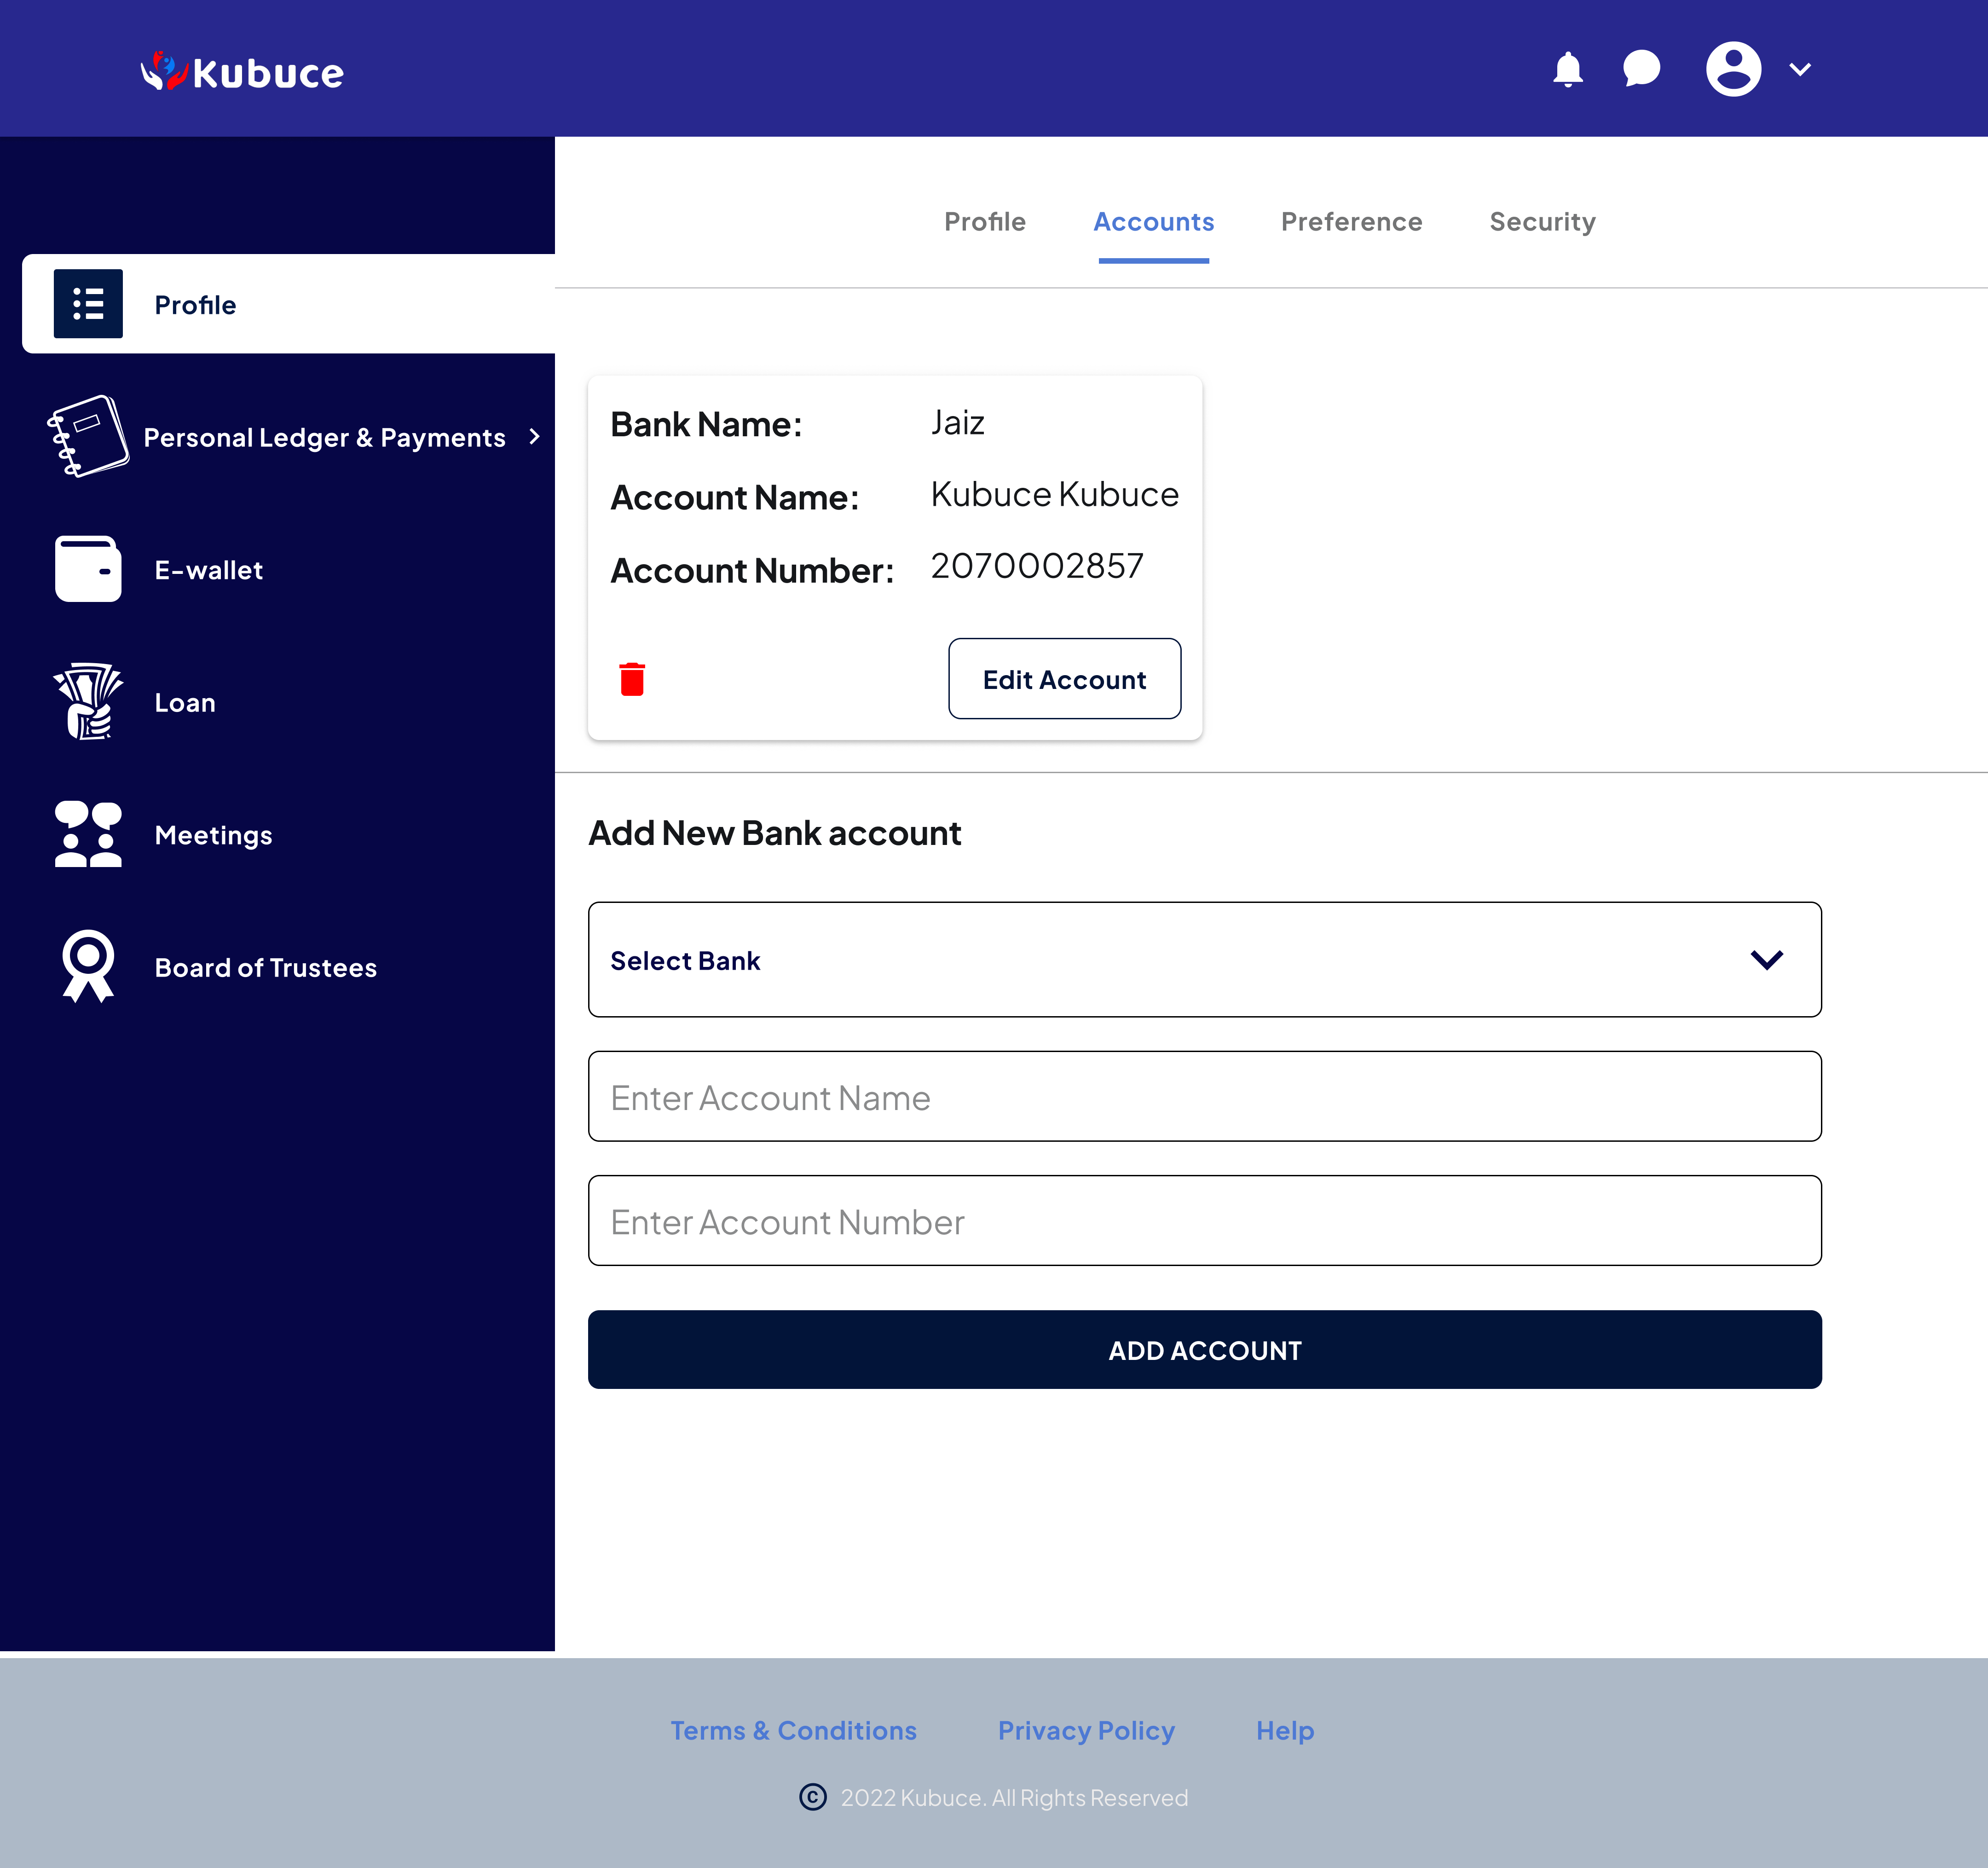 Kubuce
Profile
Accounts
Preference
Security
Profile
Personal Ledger & Payments
E-wallet
Loan
Meetings
Board of Trustees
Bank Name: Jaiz
Account Name: Kubuce Kubuce
Account Number: 2070002857
Edit Account
Add New Bank account
Select Bank
Enter Account Name
Enter Account Number
ADD ACCOUNT
Terms & Conditions
Privacy Policy
Help
© 2022 Kubuce. All Rights Reserved